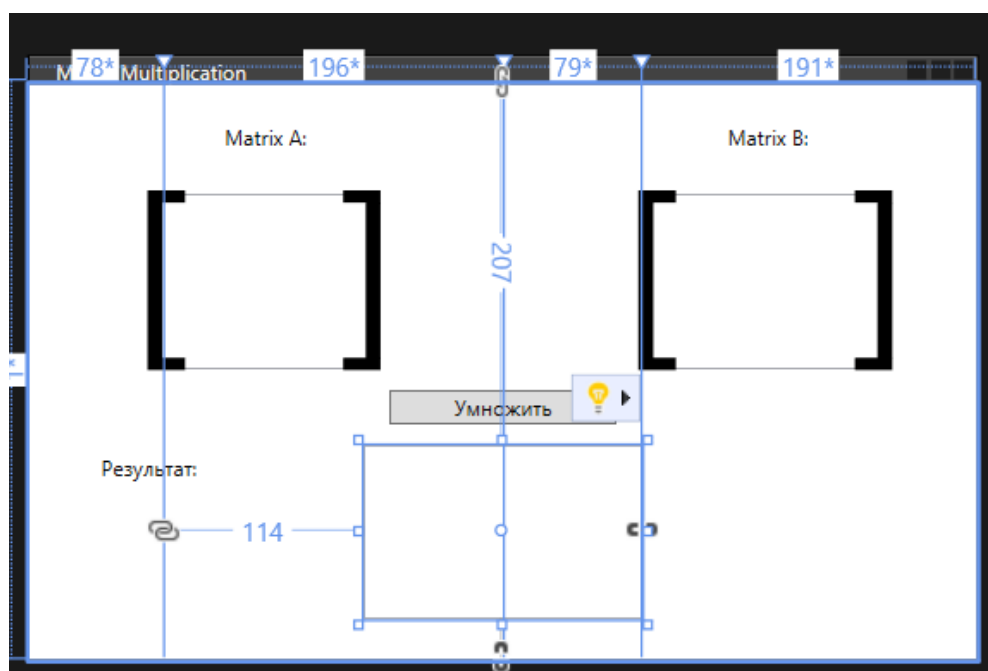 78* 196* 79* 191*
Multiplication
Matrix A: Matrix B:
207
Умножить
Результат:
114